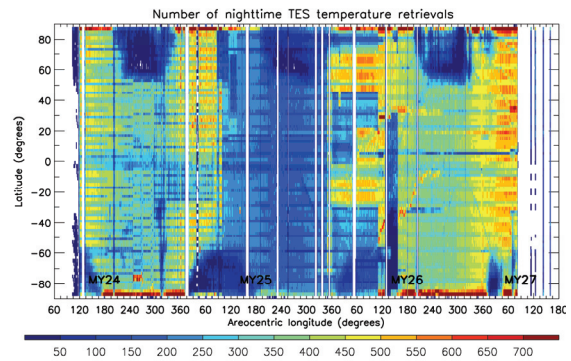 Number of nighttime TES temperature retrievals
80
60
40
20
0
-20
-40
-60
-80
Latitude (degrees)
MY24 MY25 MY26 MY27
60 120 180 240 300 360 60 120 180 240 300 360 60 120 180 240 300 360 60 120 180
Areocentric longitude (degrees)
50 100 150 200 250 300 350 400 450 500 550 600 650 700